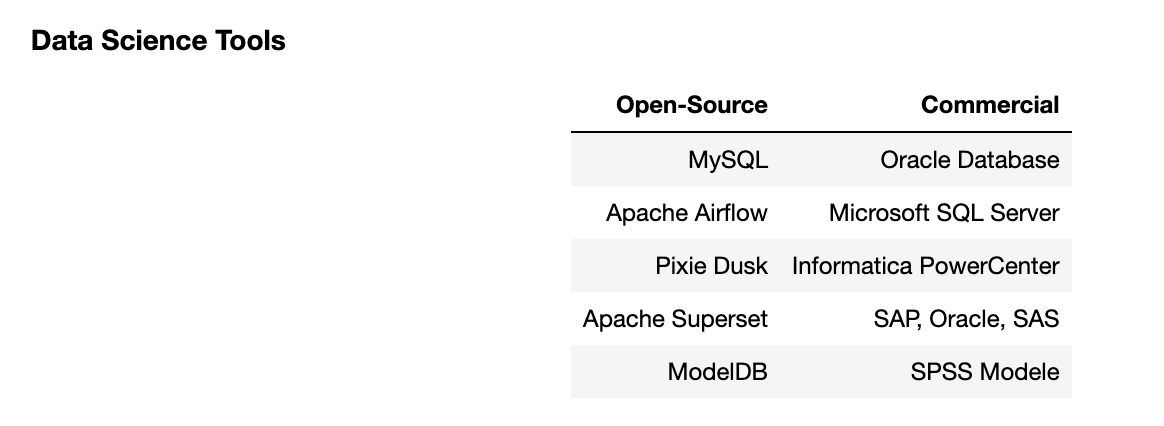 Data Science Tools
Open-Source Commercial
MySQL Oracle Database
Apache Airflow Microsoft SQL Server
Pixie Dusk Informatica PowerCenter
Apache Superset SAP, Oracle, SAS
ModelDB SPSS Modele